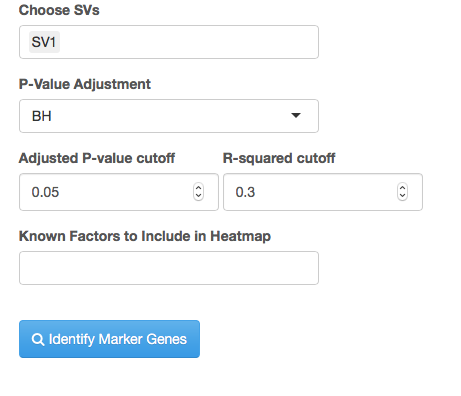 Choose SVs
SV1
P-Value Adjustment
BH
Adjusted P-value cutoff R-squared cutoff
0.05 0.3
Known Factors to Include in Heatmap
Identify Marker Genes